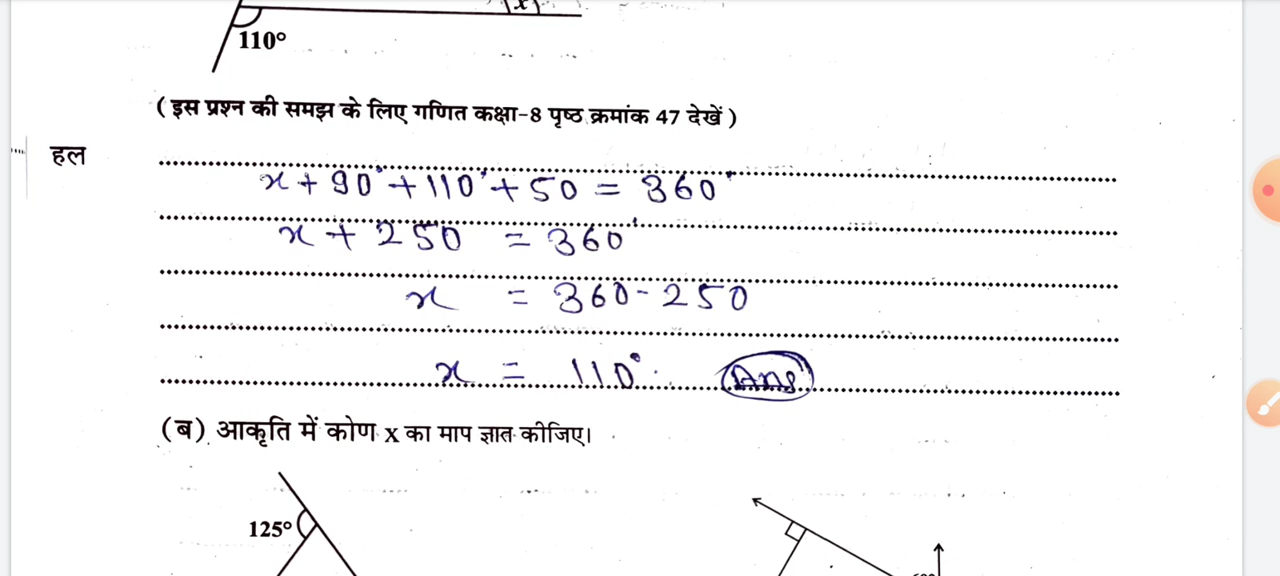 x
110°
( इस प्रश्न की समझ के लिए गणित कक्षा-8 पृष्ठ क्रमांक 47 देखें )
हल
x + 90° + 110° + 50 = 360°
x + 250 = 360°
x = 360 - 250
x = 110° Ans
(ब) आकृति में कोण x का माप ज्ञात कीजिए।
125°